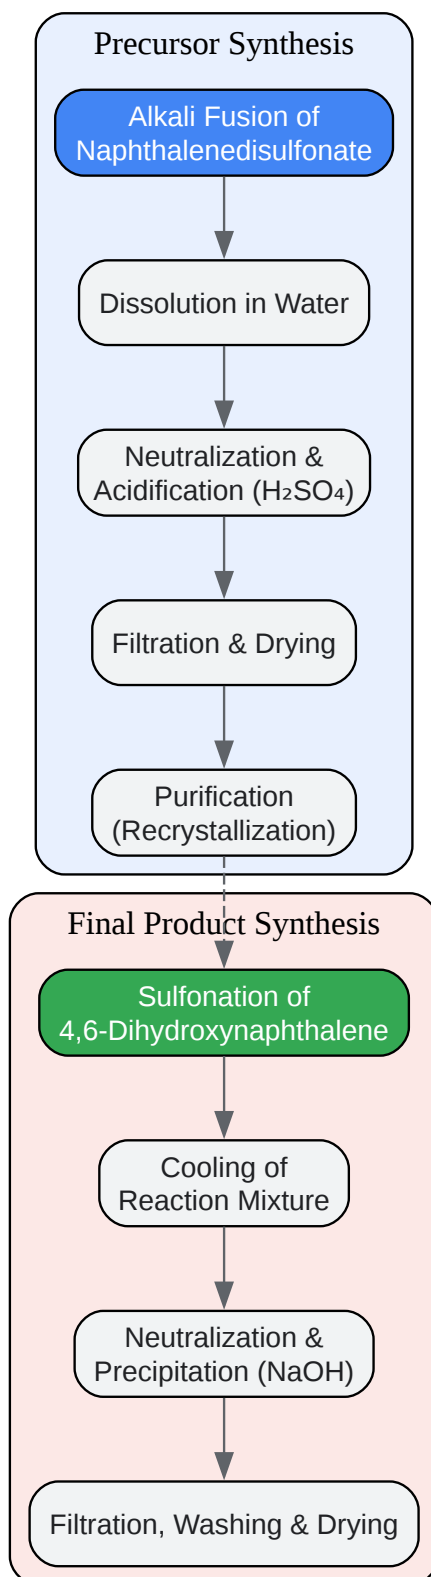 Precursor Synthesis
Alkali Fusion of
Naphthalenedisulfonate
Dissolution in Water
Neutralization &
Acidification (H₂SO₄)
Filtration & Drying
Purification
(Recrystallization)
Final Product Synthesis
Sulfonation of
4,6-Dihydroxynaphthalene
Cooling of
Reaction Mixture
Neutralization &
Precipitation (NaOH)
Filtration, Washing & Drying